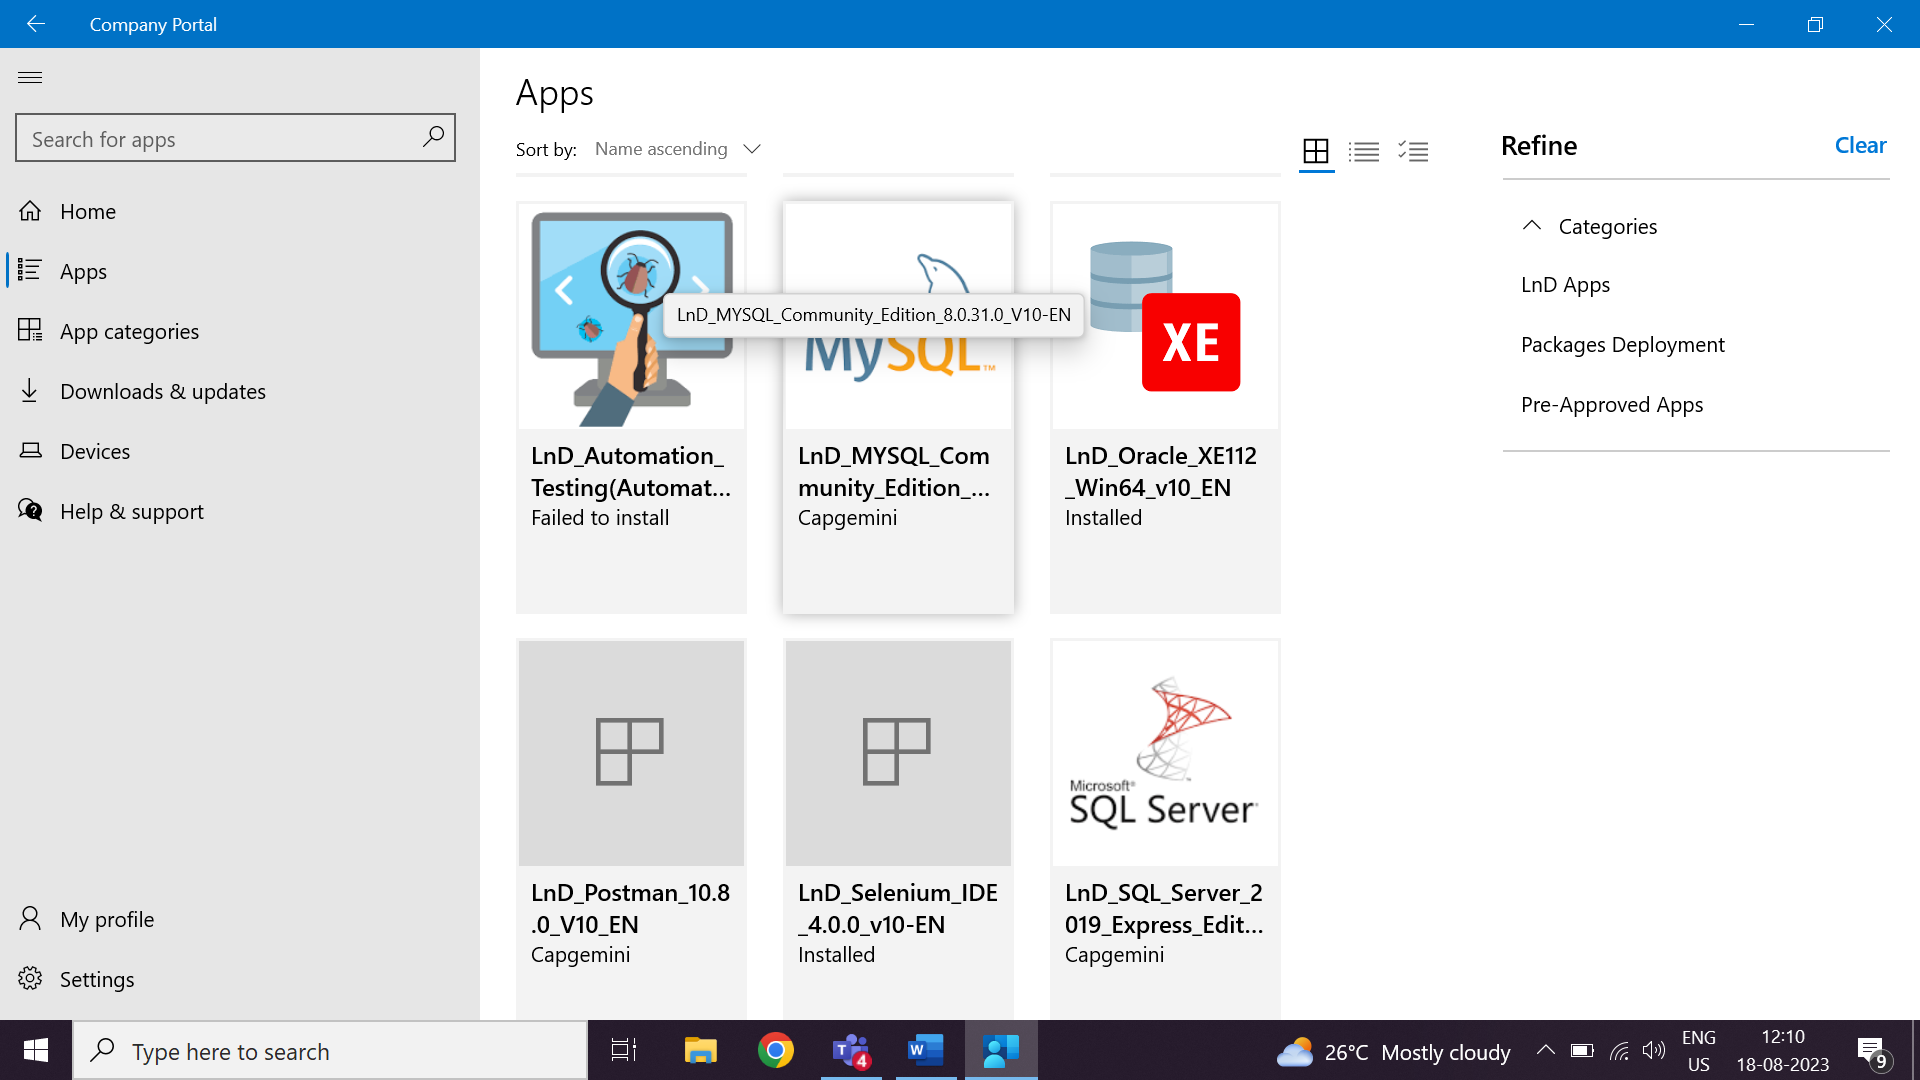 Company Portal
Search for apps
Home
Apps
App categories
Downloads & updates
Devices
Help & support
My profile
Settings
Apps
Sort by: Name ascending
LnD_MYSQL_Community_Edition_8.0.31.0_V10-EN
MySQL™
XE
LnD_Automation_
Testing(Automat...
Failed to install
LnD_MYSQL_Com
munity_Edition_...
Capgemini
LnD_Oracle_XE112
_Win64_v10_EN
Installed
Microsoft®
SQL Server
LnD_Postman_10.8
.0_V10_EN
Capgemini
LnD_Selenium_IDE
_4.0.0_v10-EN
Installed
LnD_SQL_Server_2
019_Express_Edit...
Capgemini
Refine
Clear
Categories
LnD Apps
Packages Deployment
Pre-Approved Apps
Type here to search
T
4
W
26°C Mostly cloudy
ENG
US
12:10
18-08-2023
9